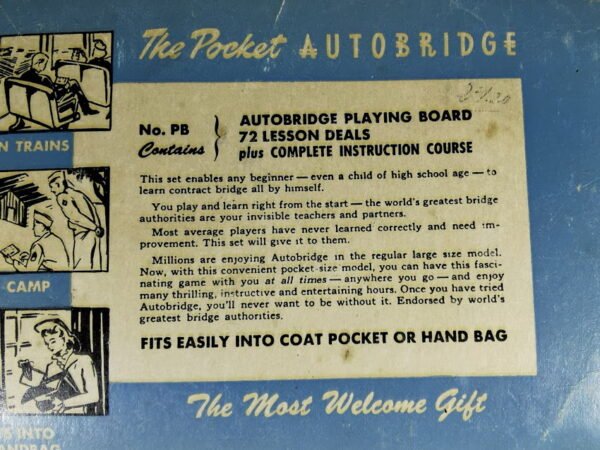 The Pocket AUTOBRIDGE
No. PB
Contains
AUTOBRIDGE PLAYING BOARD
72 LESSON DEALS
plus COMPLETE INSTRUCTION COURSE
This set enables any beginner — even a child of high school age — to
learn contract bridge all by himself.
You play and learn right from the start — the world's greatest bridge
authorities are your invisible teachers and partners.
Most average players have never learned correctly and need im-
provement. This set will give it to them.
Millions are enjoying Autobridge in the regular large size model.
Now, with this convenient pocket-size model, you can have this fasci-
nating game with you at all times — anywhere you go — and enjoy
many thrilling, instructive and entertaining hours. Once you have tried
Autobridge, you'll never want to be without it. Endorsed by world's
greatest bridge authorities.
FITS EASILY INTO COAT POCKET OR HAND BAG
The Most Welcome Gift
N TRAINS
CAMP
INTO
NDBAG